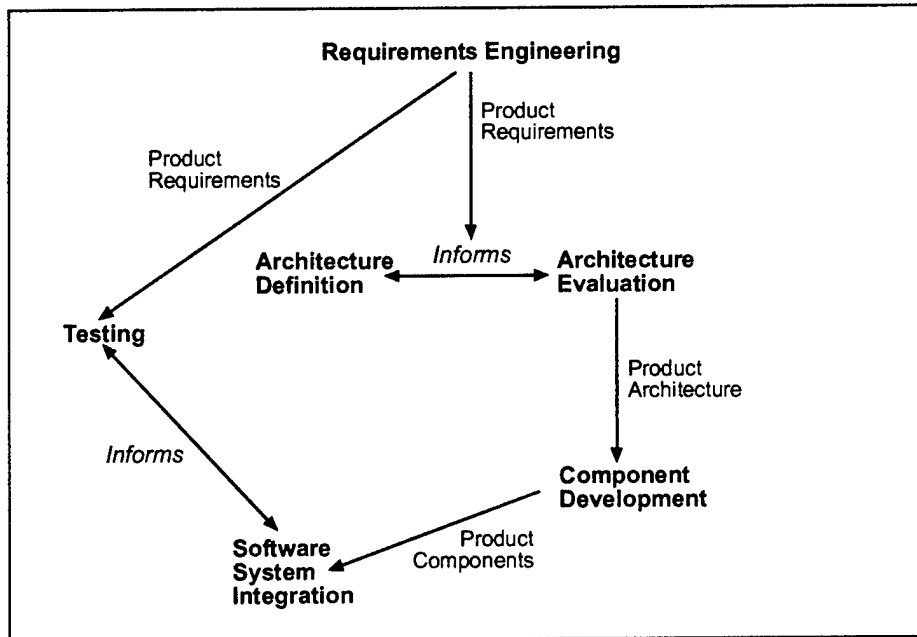 Requirements Engineering
Product
Requirements
Product
Requirements
Informs
Architecture
Definition
Architecture
Evaluation
Testing
Product
Architecture
Informs
Component
Development
Product
Components
Software
System
Integration